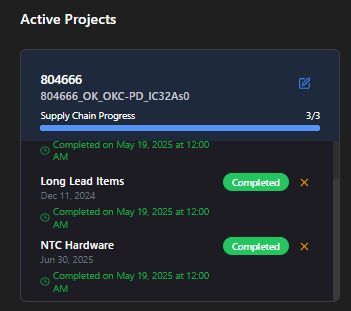 Active Projects
804666
804666_OK_OKC-PD_IC32As0
Supply Chain Progress 3/3
Completed on May 19, 2025 at 12:00
AM
Long Lead Items Completed
Dec 11, 2024
Completed on May 19, 2025 at 12:00
AM
NTC Hardware Completed
Jun 30, 2025
Completed on May 19, 2025 at 12:00
AM